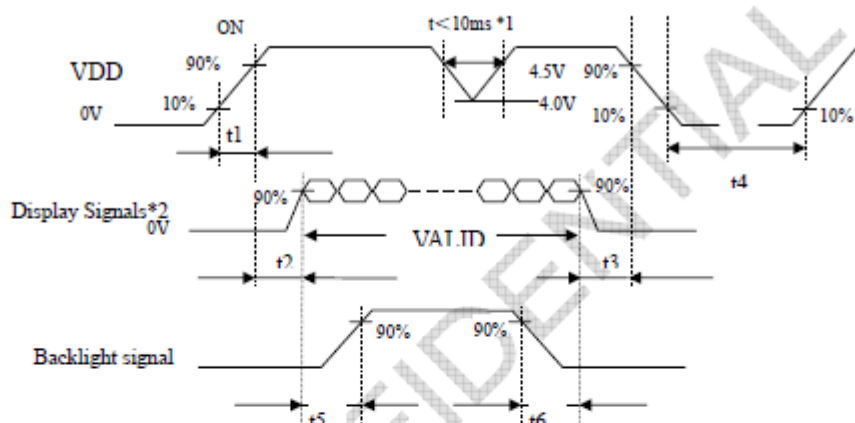 ON
t<10ms *1
VDD
90%
4.5V
90%
4.0V
10%
0V
10%
10%
t1
t4
90%
90%
Display Signals*2
0V
VALID
t2
t3
90%
90%
Backlight signal
t5
t6